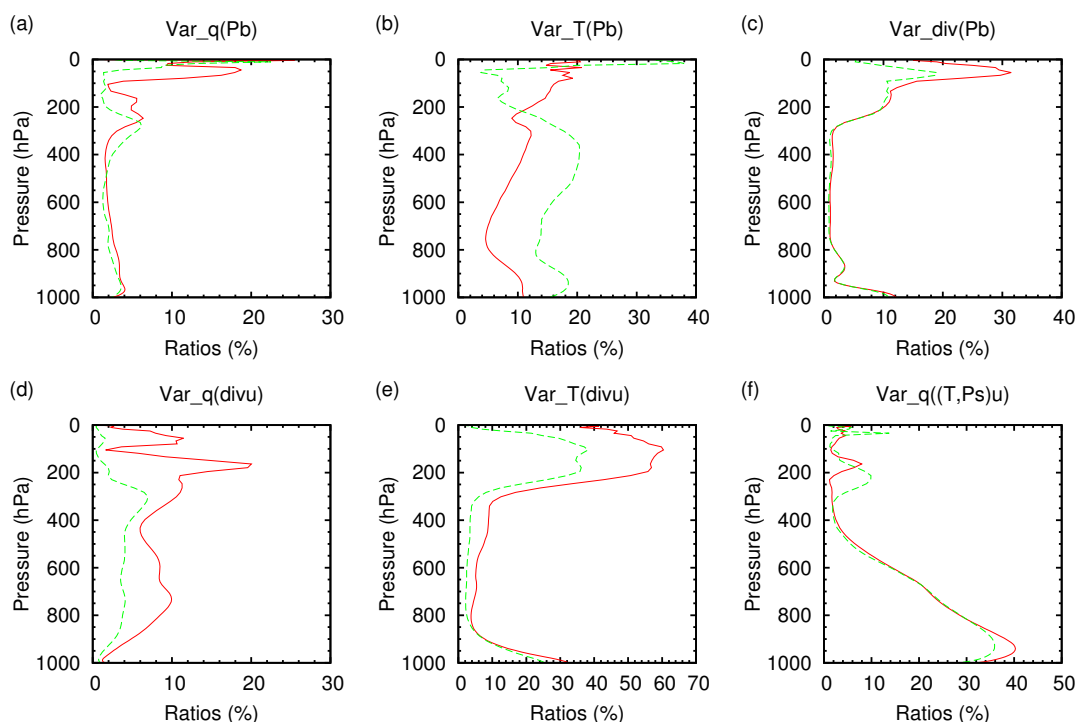 (a) Var_q(Pb)
(b) Var_T(Pb)
(c) Var_div(Pb)
Pressure (hPa)
0
200
400
600
800
1000
0 10 20 30
Ratios (%)
Pressure (hPa)
0
200
400
600
800
1000
0 10 20 30 40
Ratios (%)
Pressure (hPa)
0
200
400
600
800
1000
0 10 20 30 40
Ratios (%)
(d) Var_q(divu)
(e) Var_T(divu)
(f) Var_q((T,Ps)u)
Pressure (hPa)
0
200
400
600
800
1000
0 10 20 30
Ratios (%)
Pressure (hPa)
0
200
400
600
800
1000
0 10 20 30 40 50 60 70
Ratios (%)
Pressure (hPa)
0
200
400
600
800
1000
0 10 20 30 40 50
Ratios (%)